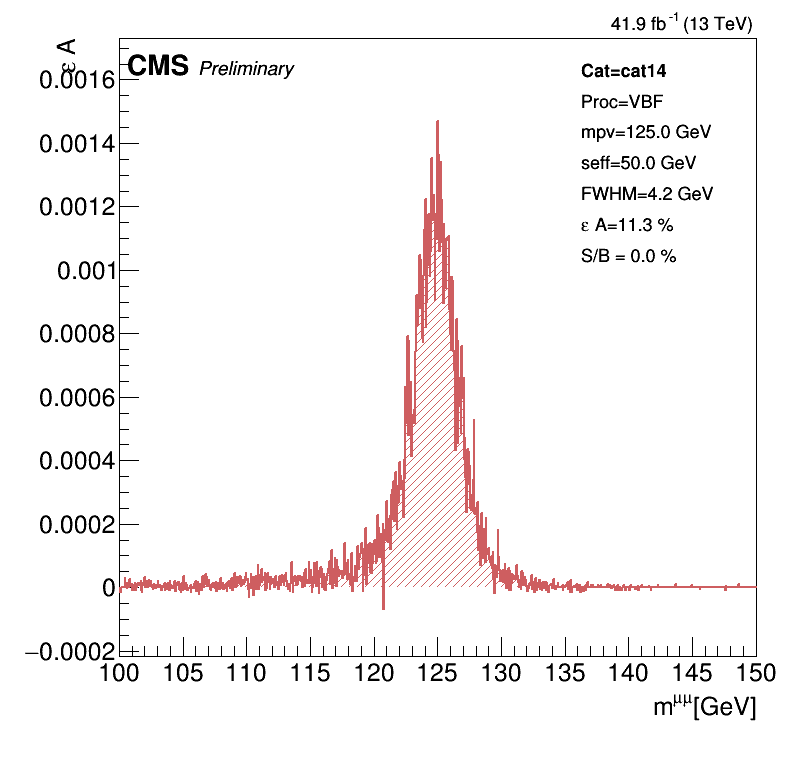 41.9 fb⁻¹ (13 TeV)
ε A
CMS Preliminary
Cat=cat14
Proc=VBF
mpv=125.0 GeV
seff=50.0 GeV
FWHM=4.2 GeV
ε A=11.3 %
S/B = 0.0 %
0.0016
0.0014
0.0012
0.001
0.0008
0.0006
0.0004
0.0002
0
−0.0002
100 105 110 115 120 125 130 135 140 145 150
m^μμ[GeV]